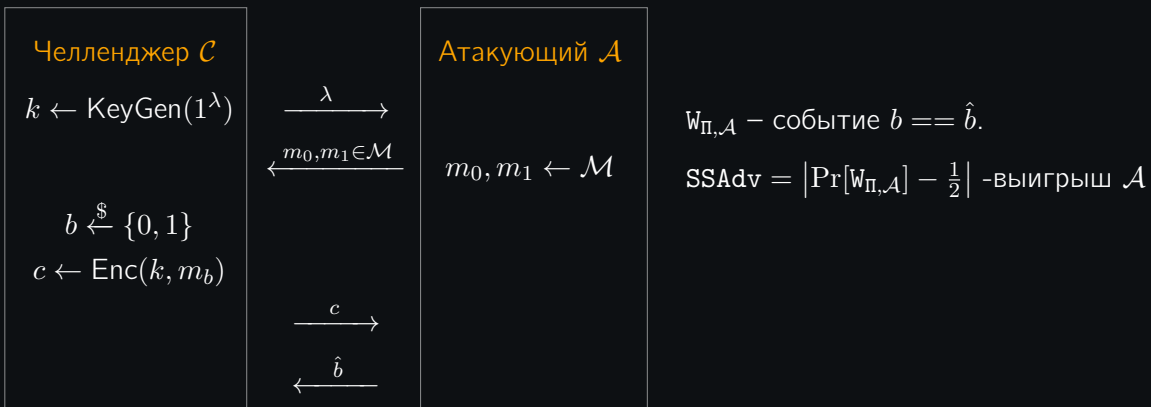 Челленджер 𝒞
Атакующий 𝒜
k ← KeyGen(1^λ)
λ
W_{Π,𝒜} – событие b == b̂.
m₀, m₁∈ℳ
m₀, m₁ ← ℳ
SSAdv = |Pr[W_{Π,𝒜}] − 1/2| -выигрыш 𝒜
b ←$ {0, 1}
c ← Enc(k, m_b)
c
b̂